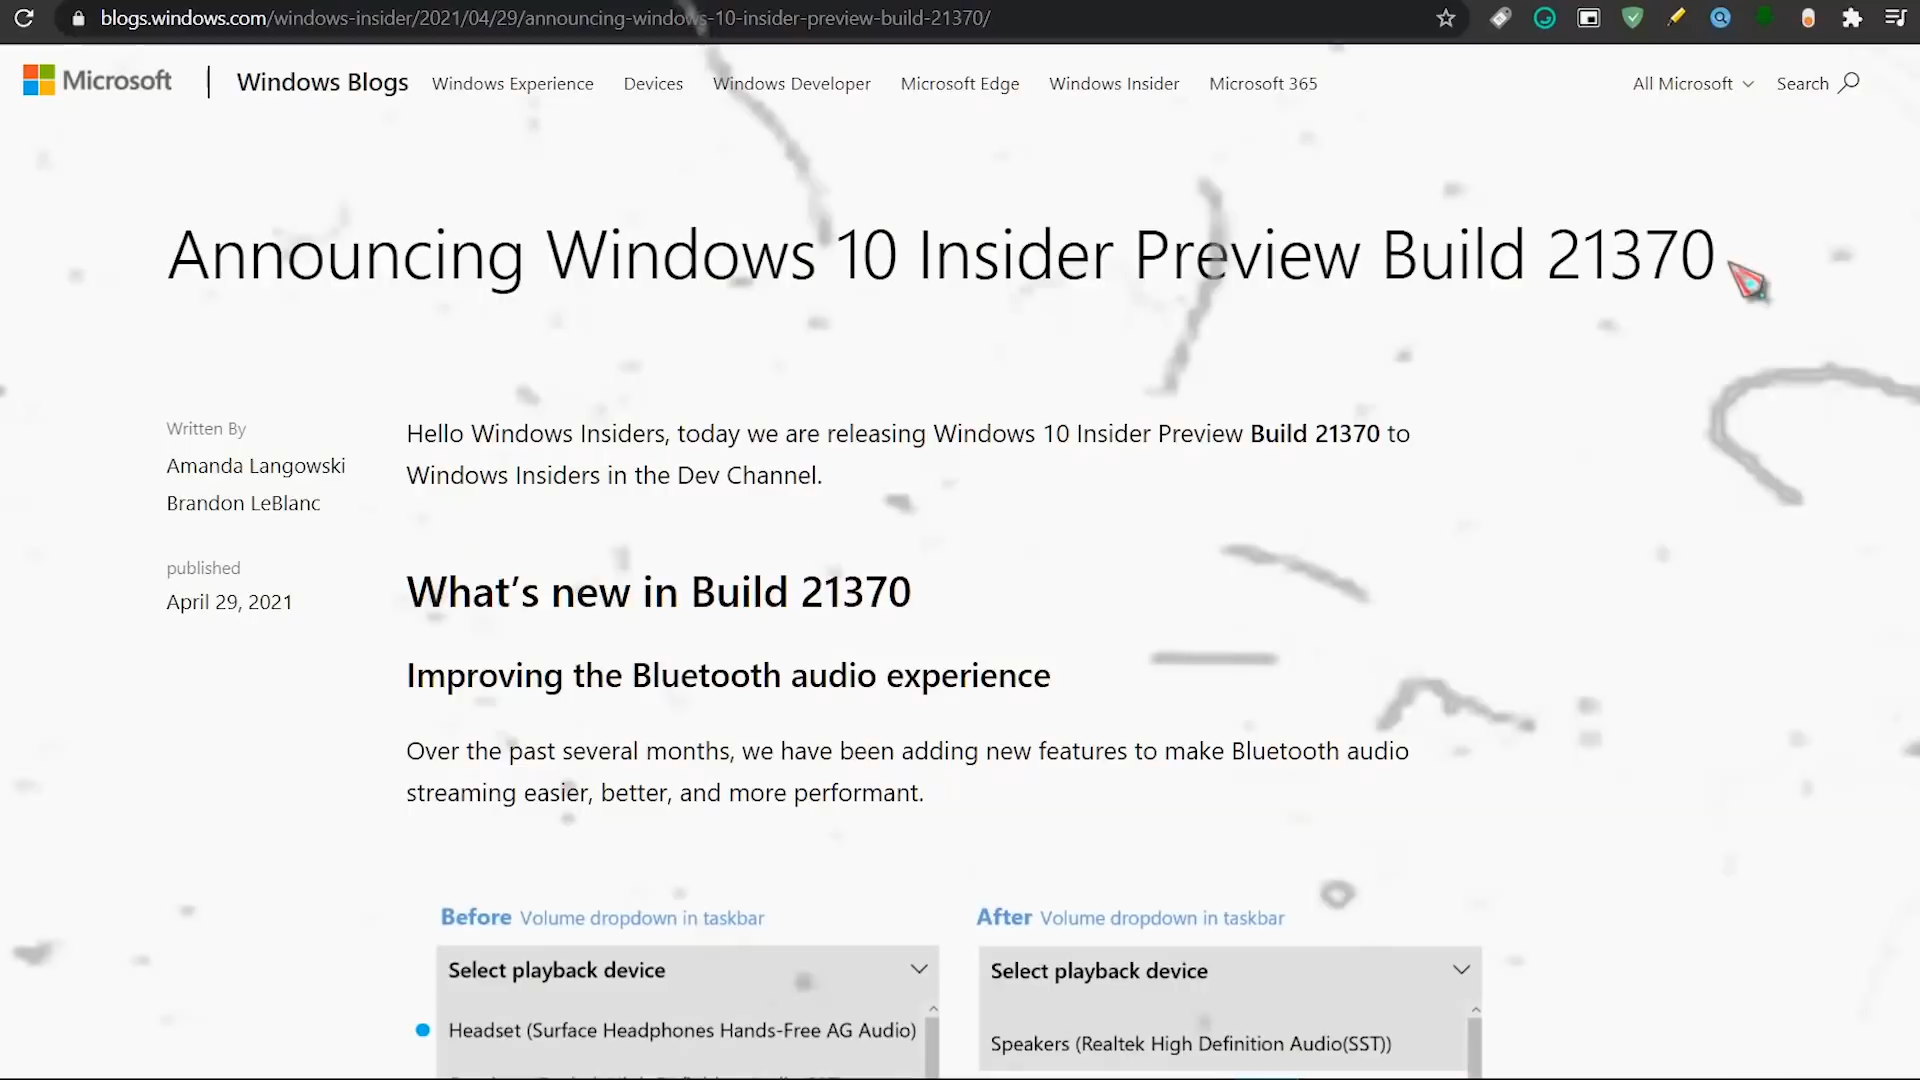 blogs.windows.com/windows-insider/2021/04/29/announcing-windows-10-insider-preview-build-21370/
Microsoft
Windows Blogs
Windows Experience
Devices
Windows Developer
Microsoft Edge
Windows Insider
Microsoft 365
All Microsoft
Search
Announcing Windows 10 Insider Preview Build 21370
Written By
Amanda Langowski
Brandon LeBlanc
published
April 29, 2021
Hello Windows Insiders, today we are releasing Windows 10 Insider Preview Build 21370 to
Windows Insiders in the Dev Channel.
What’s new in Build 21370
Improving the Bluetooth audio experience
Over the past several months, we have been adding new features to make Bluetooth audio
streaming easier, better, and more performant.
Before Volume dropdown in taskbar
Select playback device
Headset (Surface Headphones Hands-Free AG Audio)
After Volume dropdown in taskbar
Select playback device
Speakers (Realtek High Definition Audio(SST))